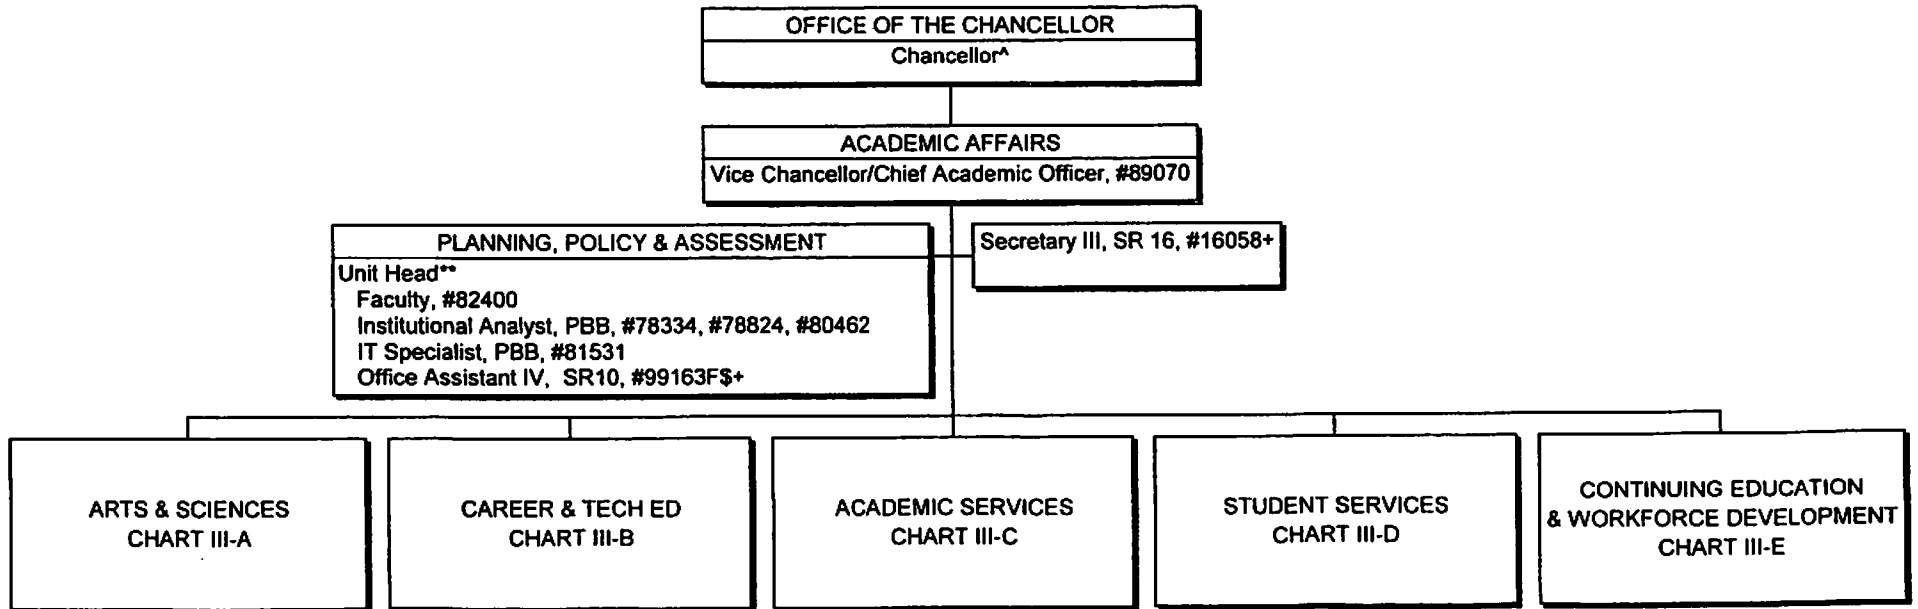 OFFICE OF THE CHANCELLOR
Chancellor^
ACADEMIC AFFAIRS
Vice Chancellor/Chief Academic Officer, #89070
PLANNING, POLICY & ASSESSMENT
Unit Head**
Faculty, #82400
Institutional Analyst, PBB, #78334, #78824, #80462
IT Specialist, PBB, #81531
Office Assistant IV, SR10, #99163F$+
Secretary III, SR 16, #16058+
ARTS & SCIENCES
CHART III-A
CAREER & TECH ED
CHART III-B
ACADEMIC SERVICES
CHART III-C
STUDENT SERVICES
CHART III-D
CONTINUING EDUCATION
& WORKFORCE DEVELOPMENT
CHART III-E